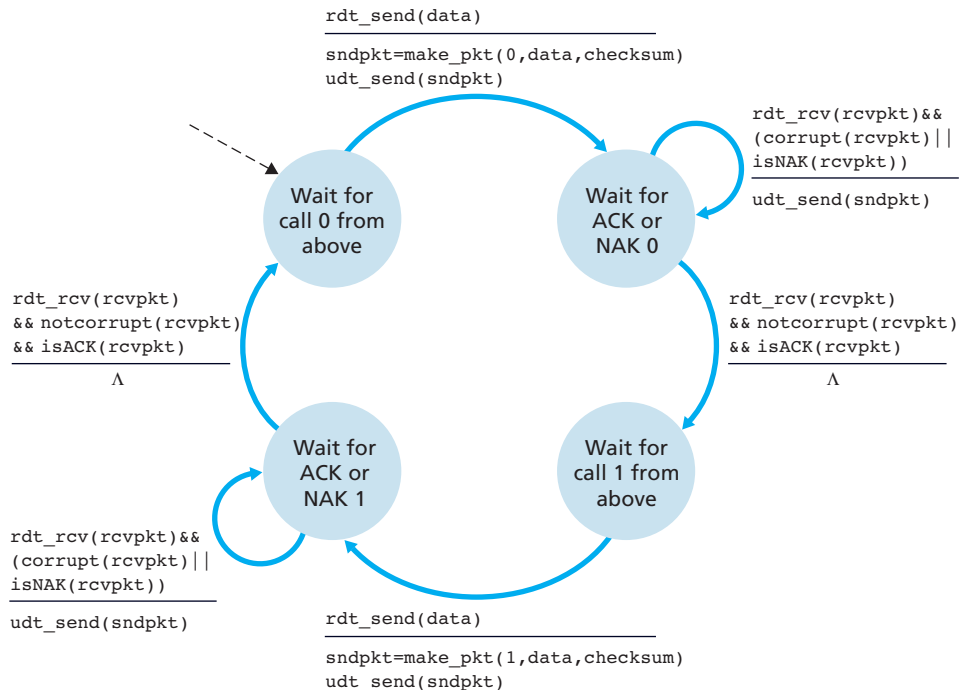 rdt_send(data)
sndpkt=make_pkt(0,data,checksum)
udt_send(sndpkt)
rdt_rcv(rcvpkt)&&
(corrupt(rcvpkt)||
isNAK(rcvpkt))
udt_send(sndpkt)
Wait for
call 0 from
above
Wait for
ACK or
NAK 0
rdt_rcv(rcvpkt)
&& notcorrupt(rcvpkt)
&& isACK(rcvpkt)
Λ
rdt_rcv(rcvpkt)
&& notcorrupt(rcvpkt)
&& isACK(rcvpkt)
Λ
Wait for
ACK or
NAK 1
Wait for
call 1 from
above
rdt_rcv(rcvpkt)&&
(corrupt(rcvpkt)||
isNAK(rcvpkt))
udt_send(sndpkt)
rdt_send(data)
sndpkt=make_pkt(1,data,checksum)
udt_send(sndpkt)